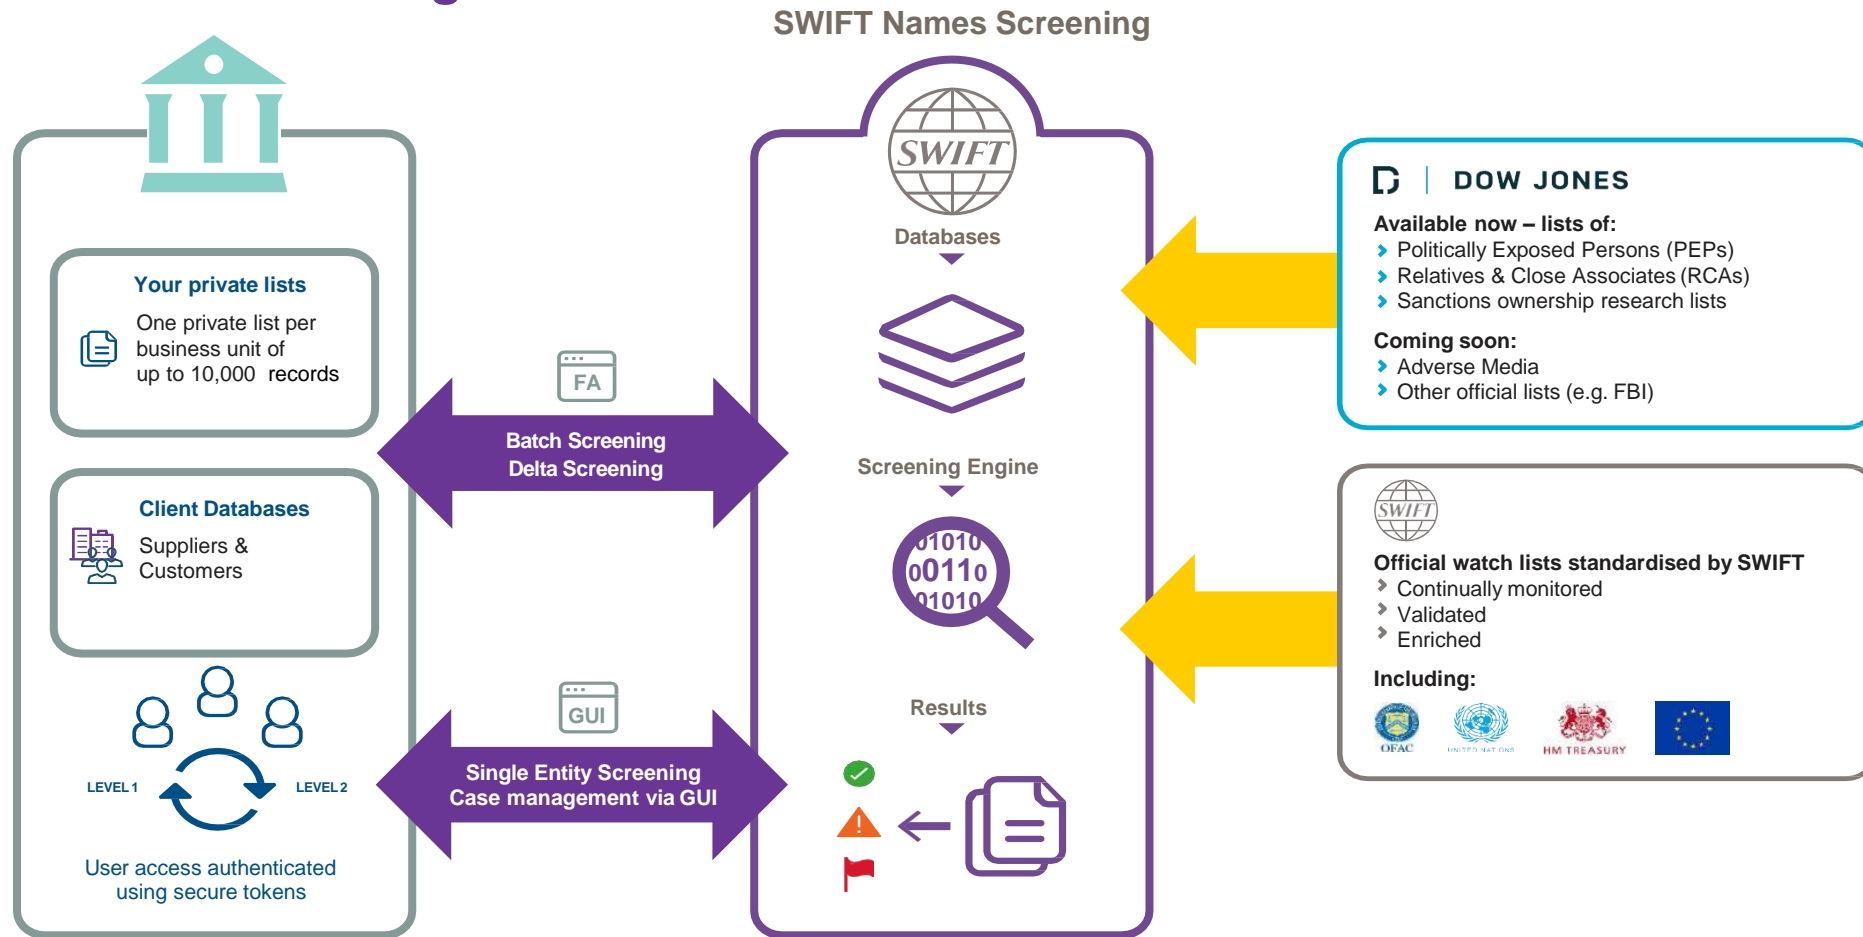 g
SWIFT Names Screening
Your private lists
One private list per
business unit of
up to 10,000 records
Client Databases
Suppliers &
Customers
LEVEL 1
LEVEL 2
User access authenticated
using secure tokens
FA
Batch Screening
Delta Screening
GUI
Single Entity Screening
Case management via GUI
SWIFT
Databases
Screening Engine
01010
00110
01010
Results
DOW JONES
Available now – lists of:
Politically Exposed Persons (PEPs)
Relatives & Close Associates (RCAs)
Sanctions ownership research lists
Coming soon:
Adverse Media
Other official lists (e.g. FBI)
SWIFT
Official watch lists standardised by SWIFT
Continually monitored
Validated
Enriched
Including:
OFAC
UNITED NATIONS
HM TREASURY